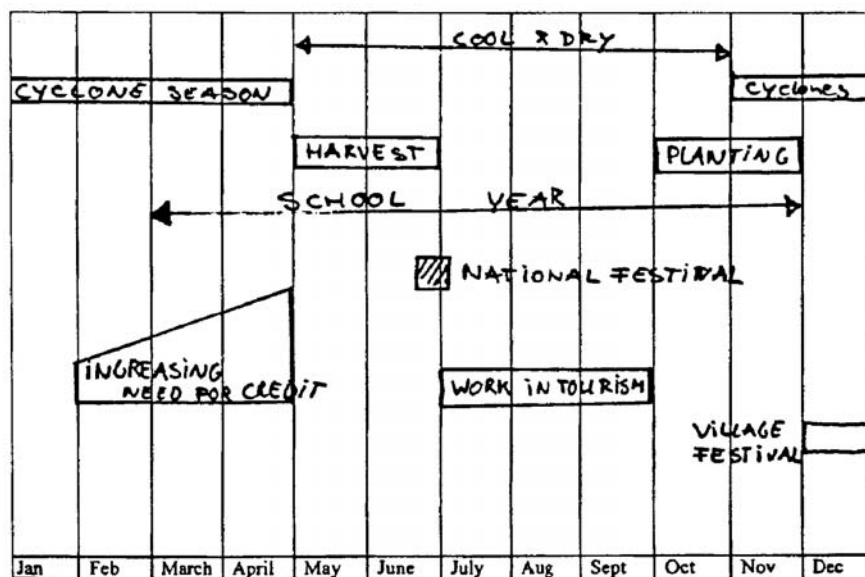 COOL & DRY
CYCLONE SEASON
Cyclones
HARVEST
PLANTING
SCHOOL YEAR
NATIONAL FESTIVAL
INCREASING
NEED FOR CREDIT
WORK IN TOURISM
VILLAGE
FESTIVAL
Jan Feb March April May June July Aug Sept Oct Nov Dec